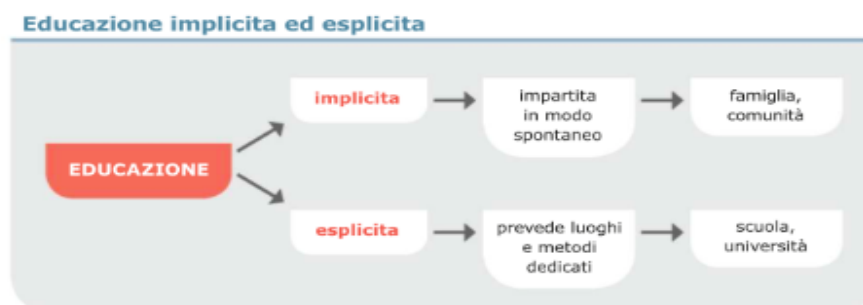 Educazione implicita ed esplicita
implicita
impartita
in modo
spontaneo
famiglia,
comunità
EDUCAZIONE
esplicita
prevede luoghi
e metodi
dedicati
scuola,
università